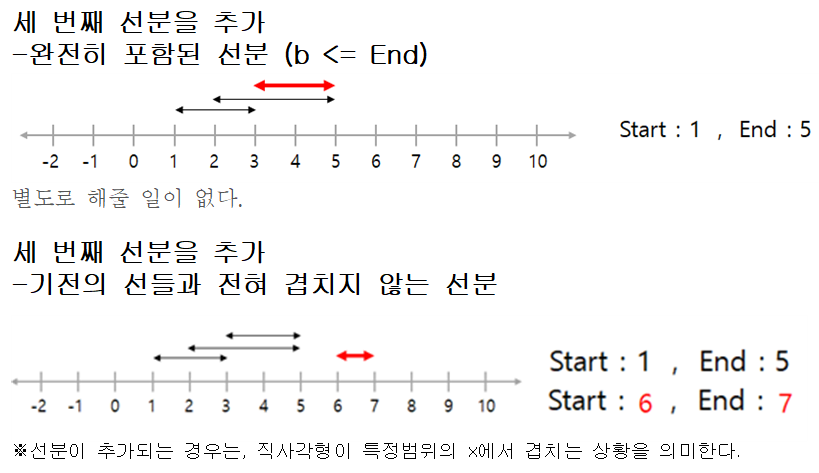 세 번째 선분을 추가
-완전히 포함된 선분 (b <= End)
-2 -1 0 1 2 3 4 5 6 7 8 9 10
Start : 1 , End : 5
별도로 해줄 일이 없다.
세 번째 선분을 추가
-기전의 선들과 전혀 겹치지 않는 선분
-2 -1 0 1 2 3 4 5 6 7 8 9 10
Start : 1 , End : 5
Start : 6 , End : 7
※선분이 추가되는 경우는, 직사각형이 특정범위의 x에서 겹치는 상황을 의미한다.